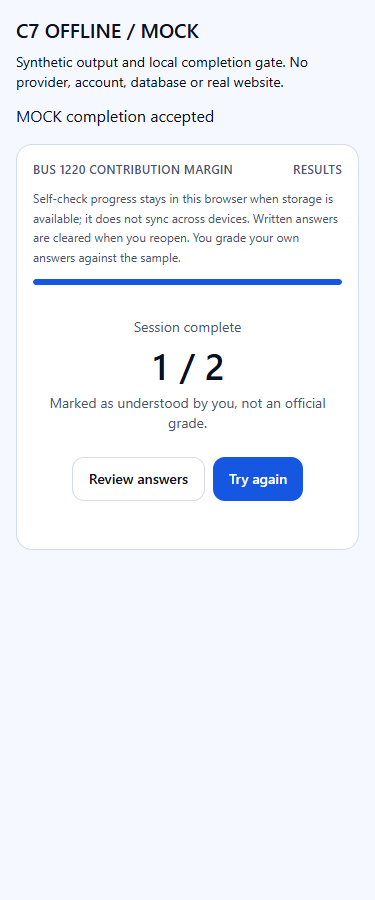 C7 OFFLINE / MOCK
Synthetic output and local completion gate. No
provider, account, database or real website.
MOCK completion accepted
BUS 1220 CONTRIBUTION MARGIN RESULTS
Self-check progress stays in this browser when storage is
available; it does not sync across devices. Written answers
are cleared when you reopen. You grade your own
answers against the sample.
Session complete
1 / 2
Marked as understood by you, not an official
grade.
Review answers Try again